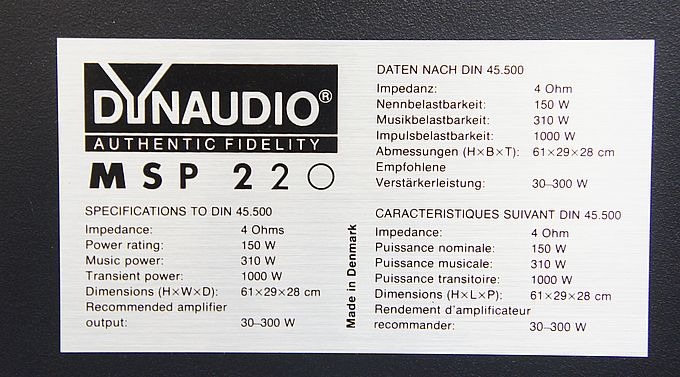 DYNAUDIO®
AUTHENTIC FIDELITY
MSP 220
SPECIFICATIONS TO DIN 45.500
Impedance: 4 Ohms
Power rating: 150 W
Music power: 310 W
Transient power: 1000 W
Dimensions (H×W×D): 61×29×28 cm
Recommended amplifier
output: 30–300 W
Made in Denmark
DATEN NACH DIN 45.500
Impedanz: 4 Ohm
Nennbelastbarkeit: 150 W
Musikbelastbarkeit: 310 W
Impulsbelastbarkeit: 1000 W
Abmessungen (H×B×T): 61×29×28 cm
Empfohlene
Verstärkerleistung: 30–300 W
CARACTERISTIQUES SUIVANT DIN 45.500
Impedance: 4 Ohm
Puissance nominale: 150 W
Puissance musicale: 310 W
Puissance transitoire: 1000 W
Dimensions (H×L×P): 61×29×28 cm
Rendement d'amplificateur
recommander: 30–300 W